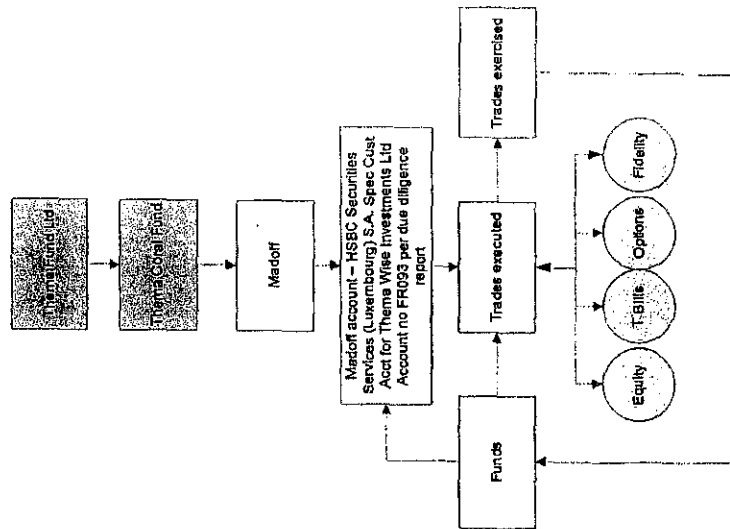 Thema Fund Ltd
Thema Coral Fund
Madoff
Madoff account – HSBC Securities
Services (Luxembourg) S.A. Spec Cust
Acct for Thema Wise Investments Ltd
Account no FR093 per due diligence
report
Funds
Trades executed
Trades exercised
Equity
T Bills
Options
Fidelity